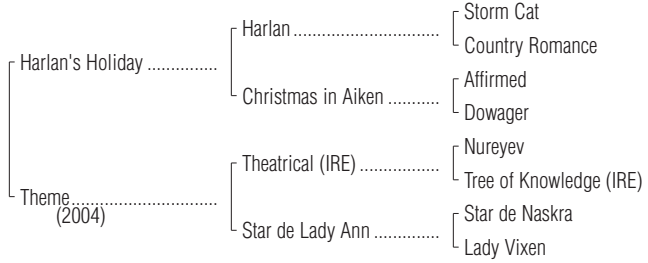 Storm Cat
Harlan ................................
Country Romance
Harlan's Holiday ...............
Affirmed
Christmas in Aiken ...........
Dowager
Nureyev
Theatrical (IRE) .................
Tree of Knowledge (IRE)
Theme................................
(2004)
Star de Naskra
Star de Lady Ann ..............
Lady Vixen